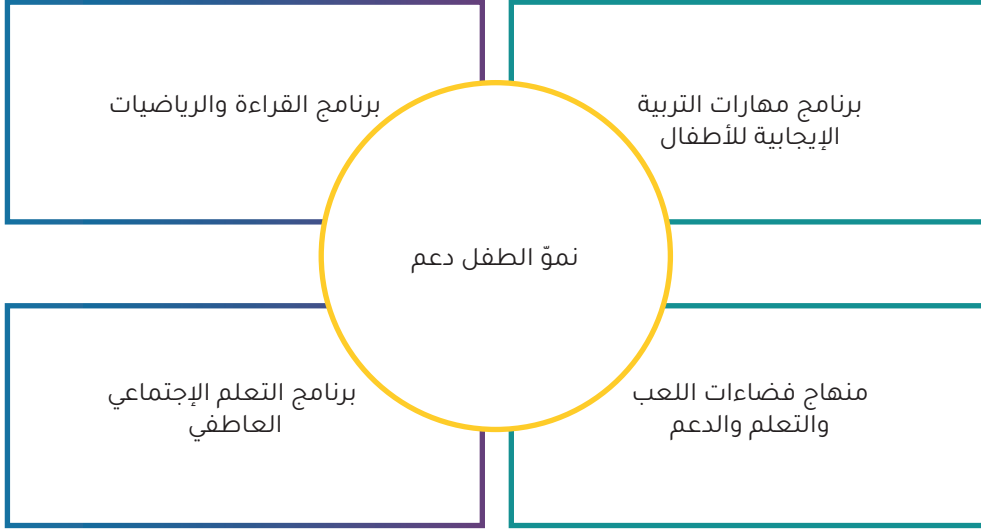 برنامج مهارات التربية
الإيجابية للأطفال
برنامج القراءة والرياضيات
نموّ الطفل دعم
منهاج فضاءات اللعب
والتعلم والدعم
برنامج التعلم الإجتماعي
العاطفي